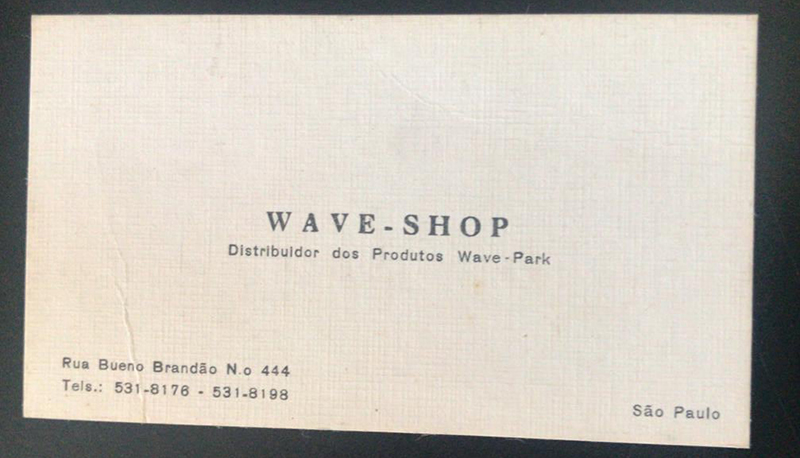 WAVE-SHOP
Distribuidor dos Produtos Wave-Park
Rua Bueno Brandão N.o 444
Tels.: 531-8176 - 531-8198
São Paulo